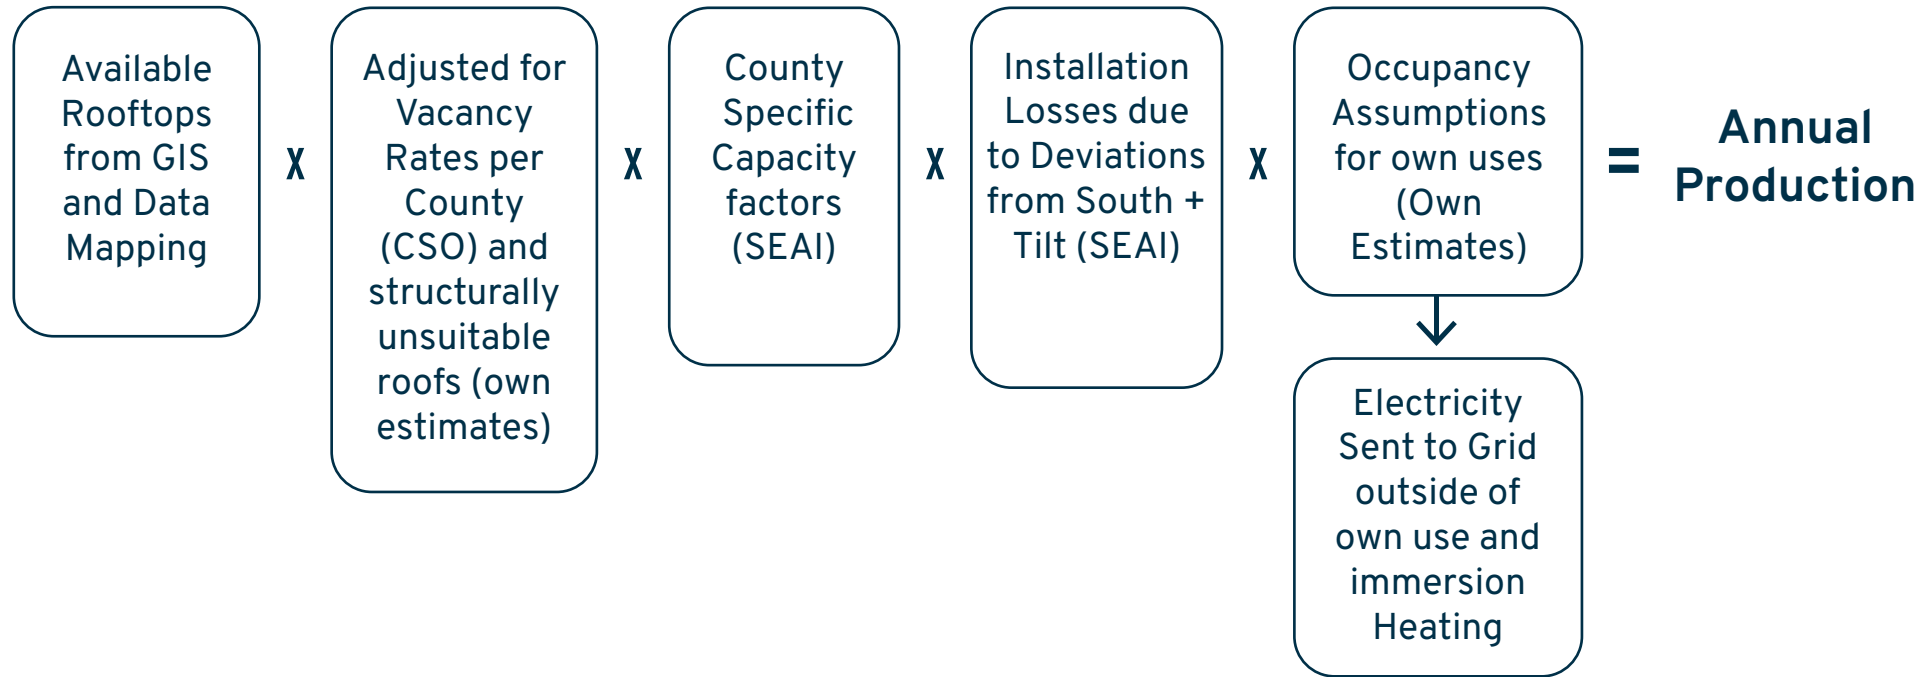 Available
Rooftops
from GIS
and Data
Mapping
X
Adjusted for
Vacancy
Rates per
County
(CSO) and
structurally
unsuitable
roofs (own
estimates)
X
County
Specific
Capacity
factors
(SEAI)
X
Installation
Losses due
to Deviations
from South +
Tilt (SEAI)
X
Occupancy
Assumptions
for own uses
(Own
Estimates)
=
Annual
Production
Electricity
Sent to Grid
outside of
own use and
immersion
Heating